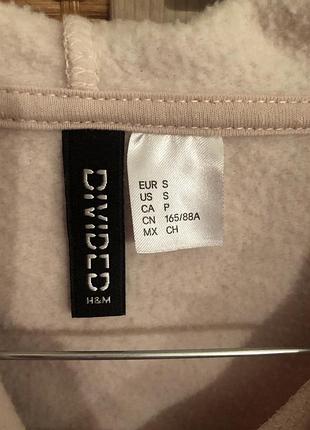 DIVIDED
H&M
EUR S
US S
CA P
CN 165/88A
MX CH